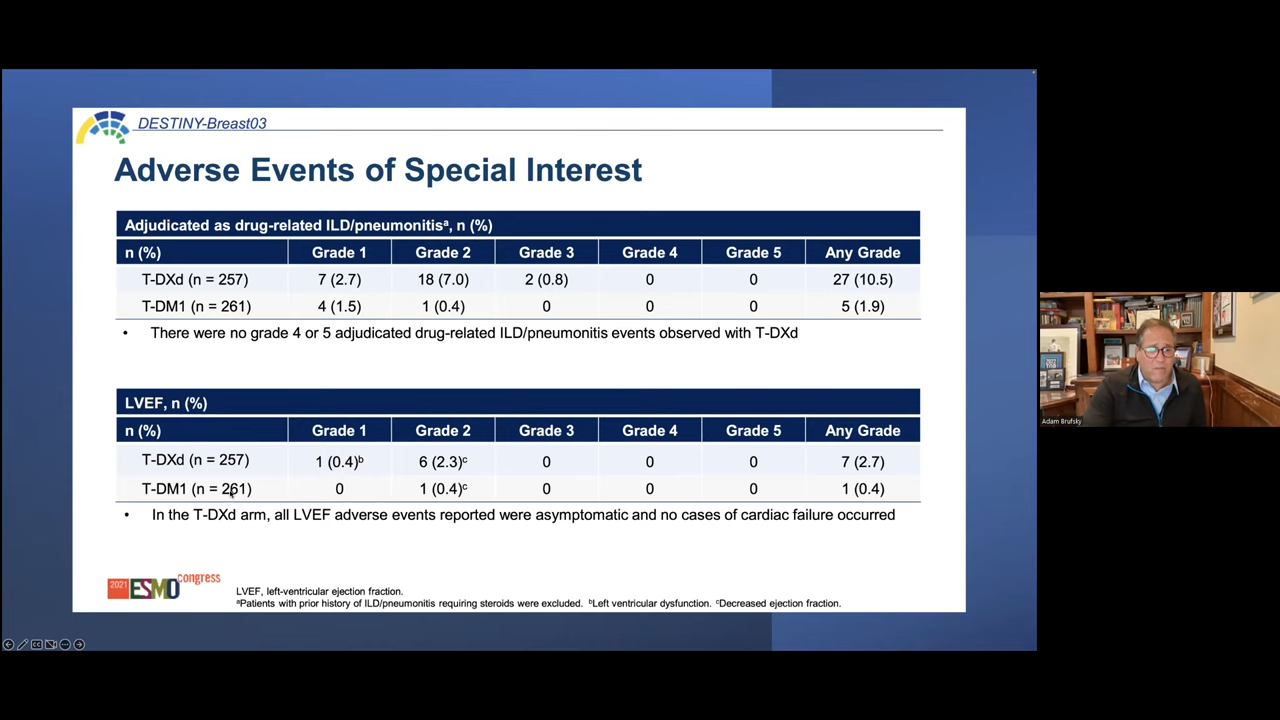 DESTINY-Breast03
Adverse Events of Special Interest
Adjudicated as drug-related ILD/pneumonitisᵃ, n (%)
n (%) Grade 1 Grade 2 Grade 3 Grade 4 Grade 5 Any Grade
T-DXd (n = 257) 7 (2.7) 18 (7.0) 2 (0.8) 0 0 27 (10.5)
T-DM1 (n = 261) 4 (1.5) 1 (0.4) 0 0 0 5 (1.9)
• There were no grade 4 or 5 adjudicated drug-related ILD/pneumonitis events observed with T-DXd
LVEF, n (%)
n (%) Grade 1 Grade 2 Grade 3 Grade 4 Grade 5 Any Grade
T-DXd (n = 257) 1 (0.4)ᵇ 6 (2.3)ᶜ 0 0 0 7 (2.7)
T-DM1 (n = 261) 0 1 (0.4)ᶜ 0 0 0 1 (0.4)
• In the T-DXd arm, all LVEF adverse events reported were asymptomatic and no cases of cardiac failure occurred
2021 ESMO congress
LVEF, left-ventricular ejection fraction.
ᵃPatients with prior history of ILD/pneumonitis requiring steroids were excluded. ᵇLeft ventricular dysfunction. ᶜDecreased ejection fraction.
Adam Brufsky